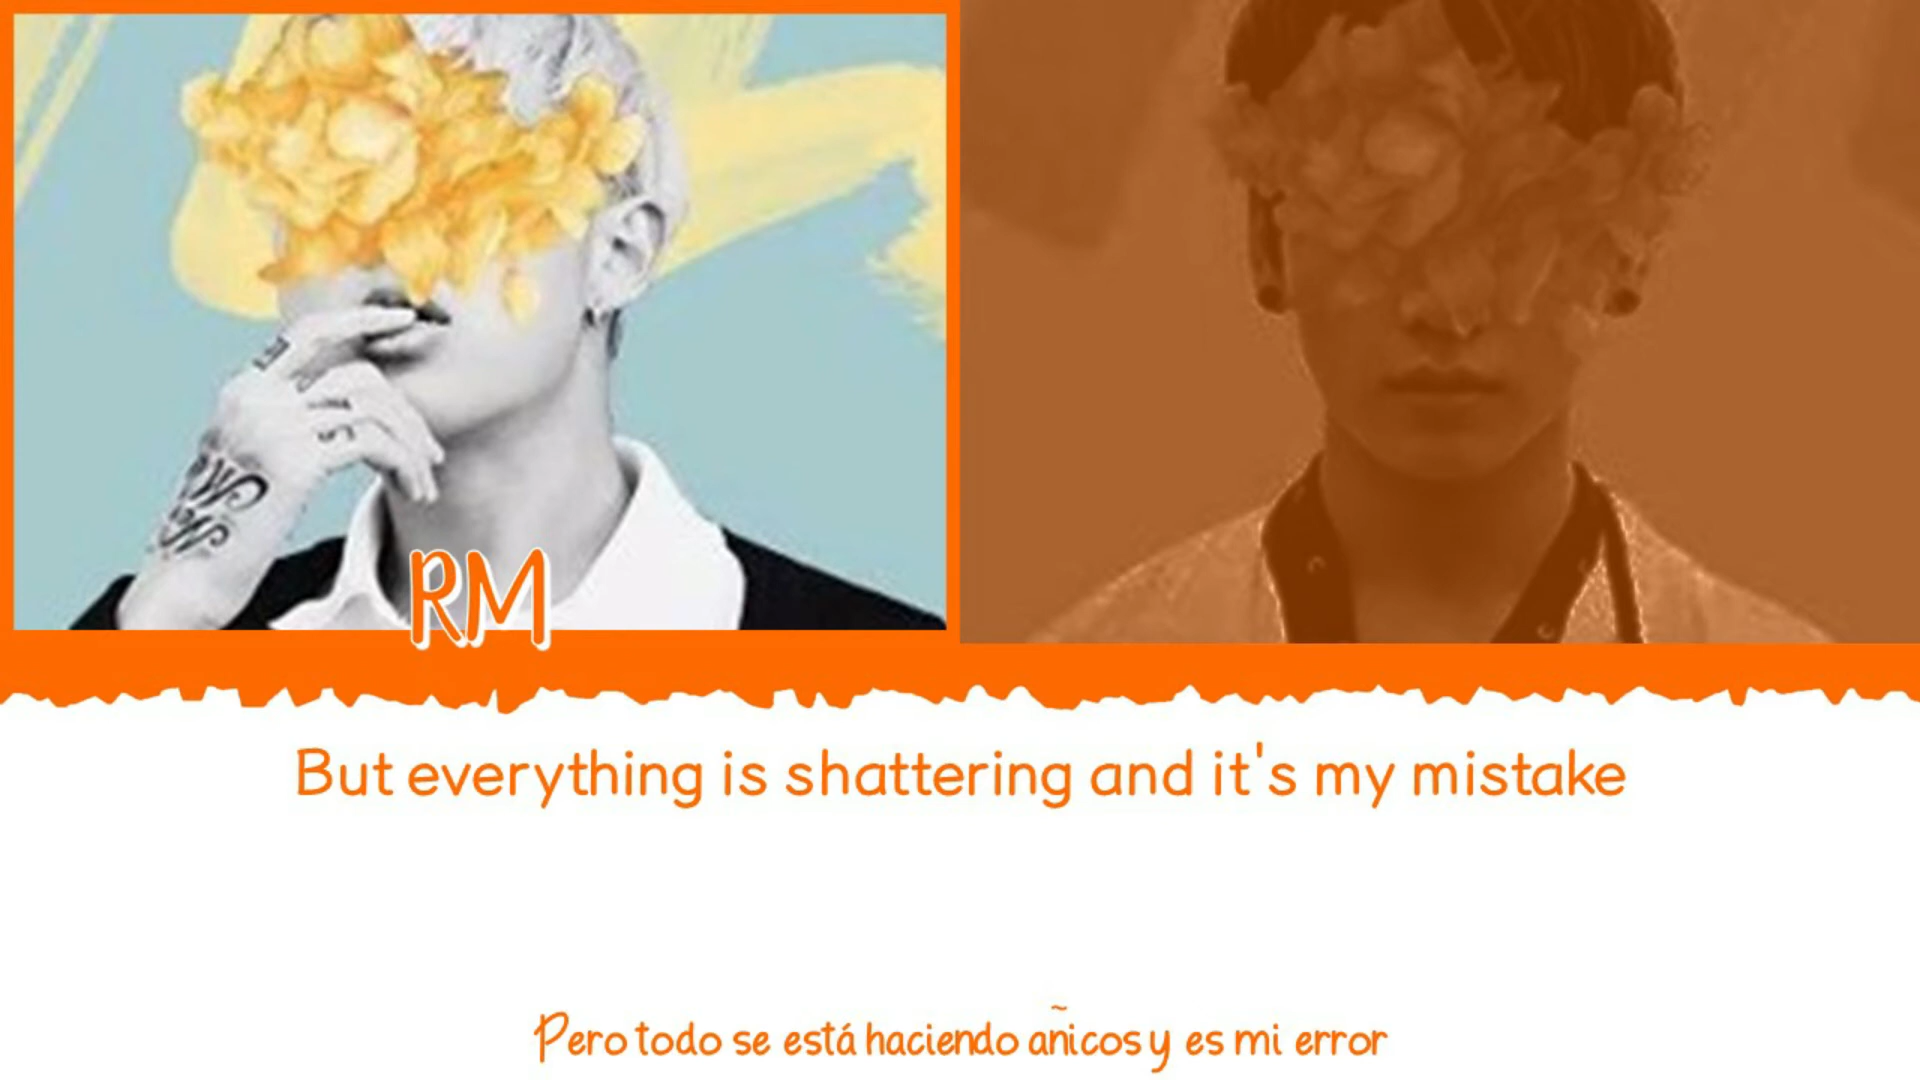 RM
But everything is shattering and it's my mistake
Pero todo se está haciendo añicos y es mi error